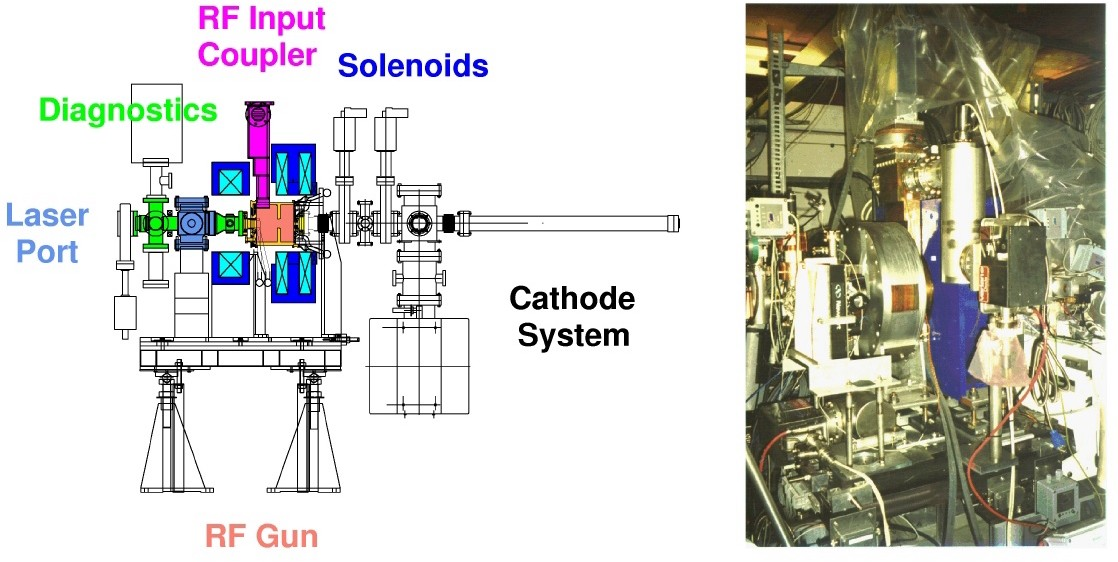 RF Input
Coupler
Solenoids
Diagnostics
Laser
Port
Cathode
System
RF Gun